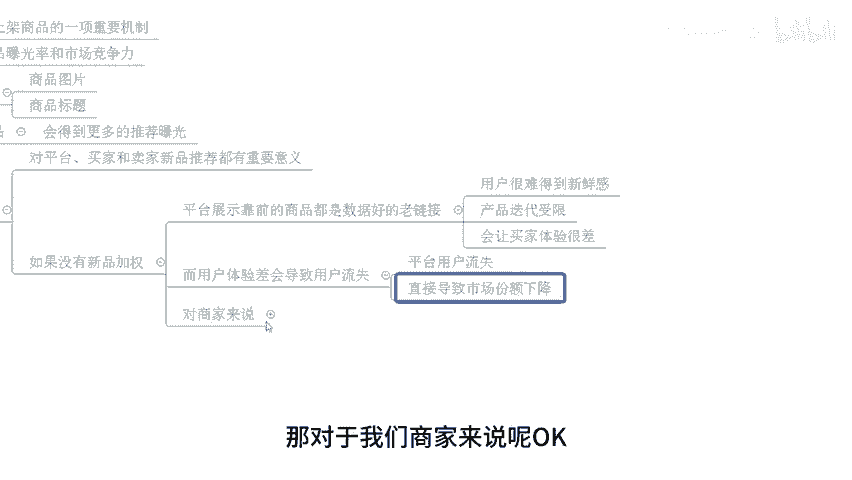 上架商品的一项重要机制
品曝光率和市场竞争力
商品图片
商品标题
品
会得到更多的推荐曝光
对平台、买家和卖家新品推荐都有重要意义
用户很难得到新鲜感
平台展示靠前的商品都是数据好的老链接
产品迭代受限
会让买家体验很差
如果没有新品加权
平台用户流失
而用户体验差会导致用户流失
直接导致市场份额下降
对商家来说
那对于我们商家来说呢OK